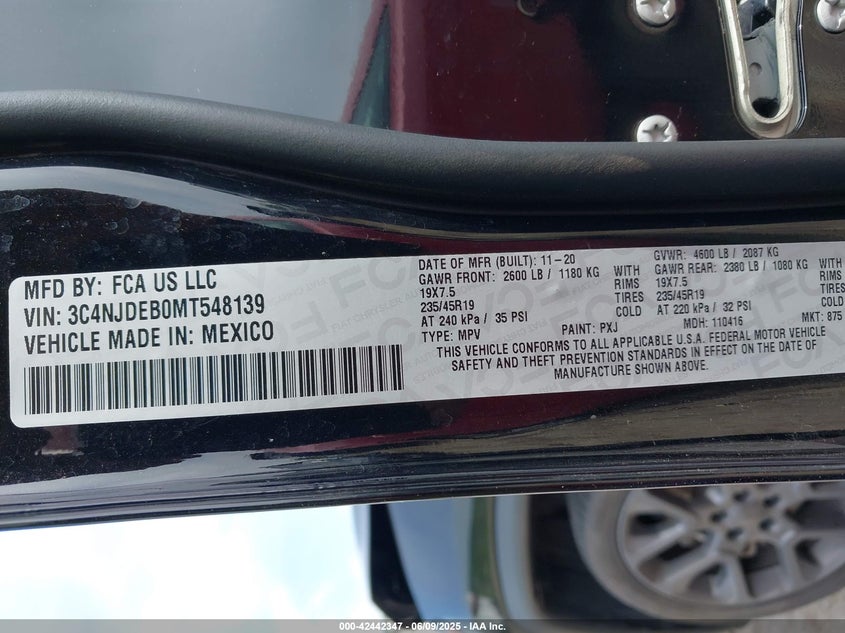 MFD BY: FCA US LLC
VIN: 3C4NJDEB0MT548139
VEHICLE MADE IN: MEXICO
DATE OF MFR (BUILT): 11-20 GVWR: 4600 LB / 2087 KG
GAWR FRONT: 2600 LB / 1180 KG WITH GAWR REAR: 2380 LB / 1080 KG WITH
19X7.5 RIMS 19X7.5 RIMS
235/45R19 TIRES 235/45R19 TIRES
AT 240 kPa / 35 PSI COLD AT 220 kPa / 32 PSI COLD
TYPE: MPV PAINT: PXJ MDH: 110416 MKT: 875
THIS VEHICLE CONFORMS TO ALL APPLICABLE U.S.A. FEDERAL MOTOR VEHICLE
SAFETY AND THEFT PREVENTION STANDARDS IN EFFECT ON THE DATE OF
MANUFACTURE SHOWN ABOVE.
000-42442347 - 06/09/2025 - IAA Inc.